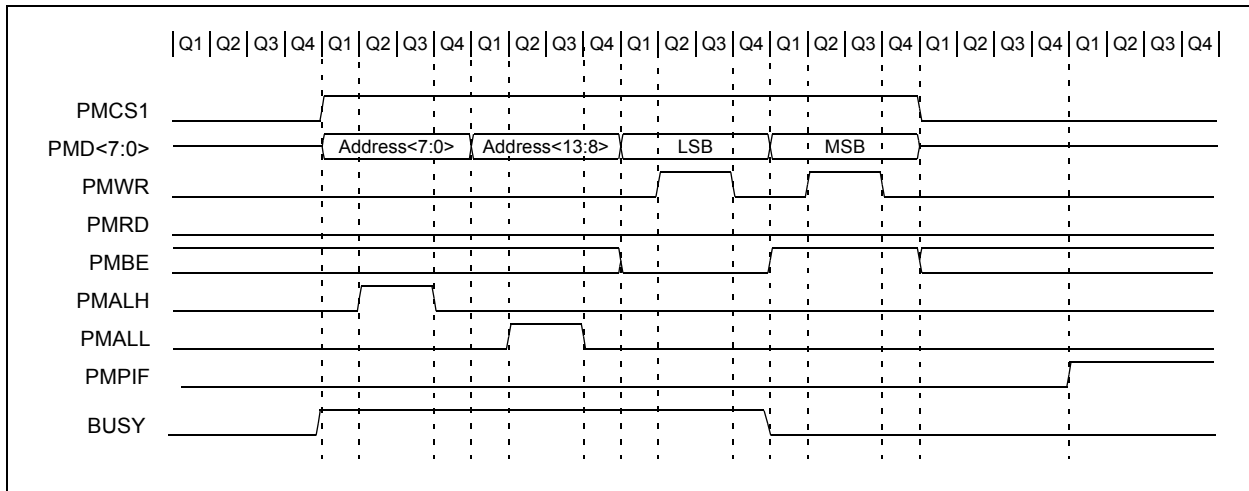 Q1 Q2 Q3 Q4 Q1 Q2 Q3 Q4 Q1 Q2 Q3 Q4 Q1 Q2 Q3 Q4 Q1 Q2 Q3 Q4 Q1 Q2 Q3 Q4 Q1 Q2 Q3 Q4
PMCS1
PMD<7:0> Address<7:0> Address<13:8> LSB MSB
PMWR
PMRD
PMBE
PMALH
PMALL
PMPIF
BUSY